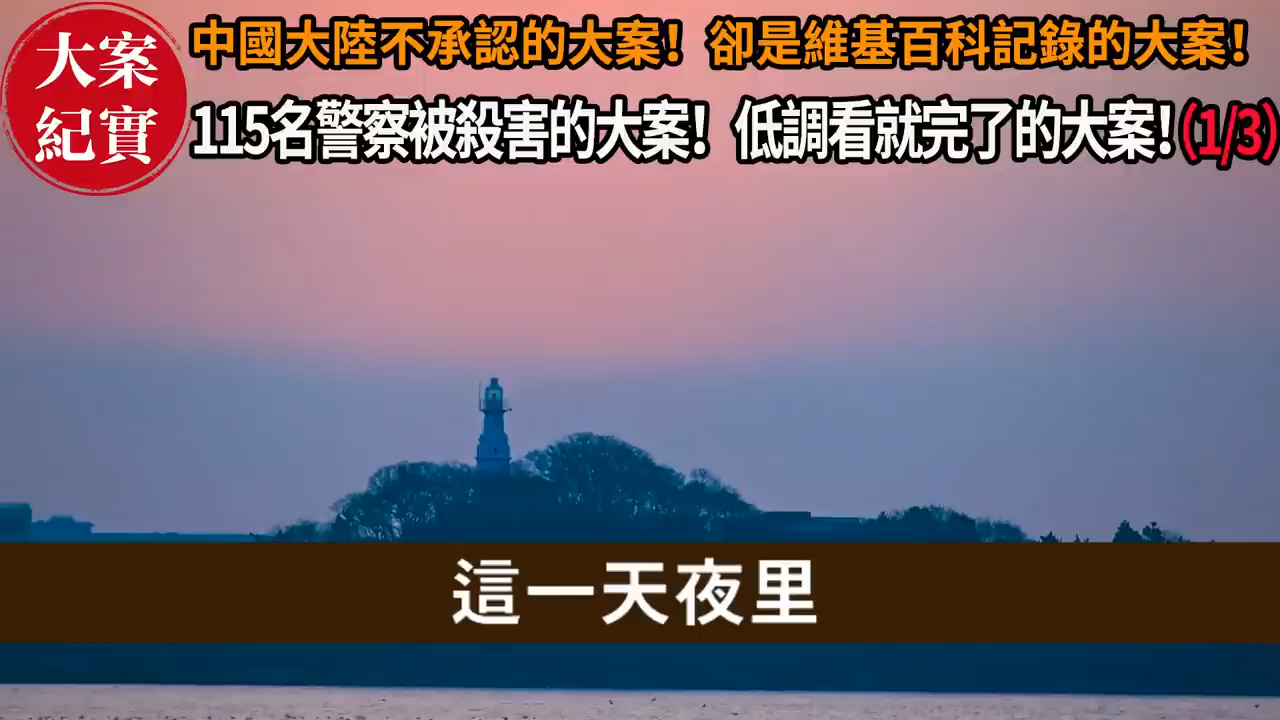 大案
紀實
中國大陸不承認的大案！卻是維基百科記錄的大案！
115名警察被殺害的大案！低調看就完了的大案！(1/3)
這一天夜里